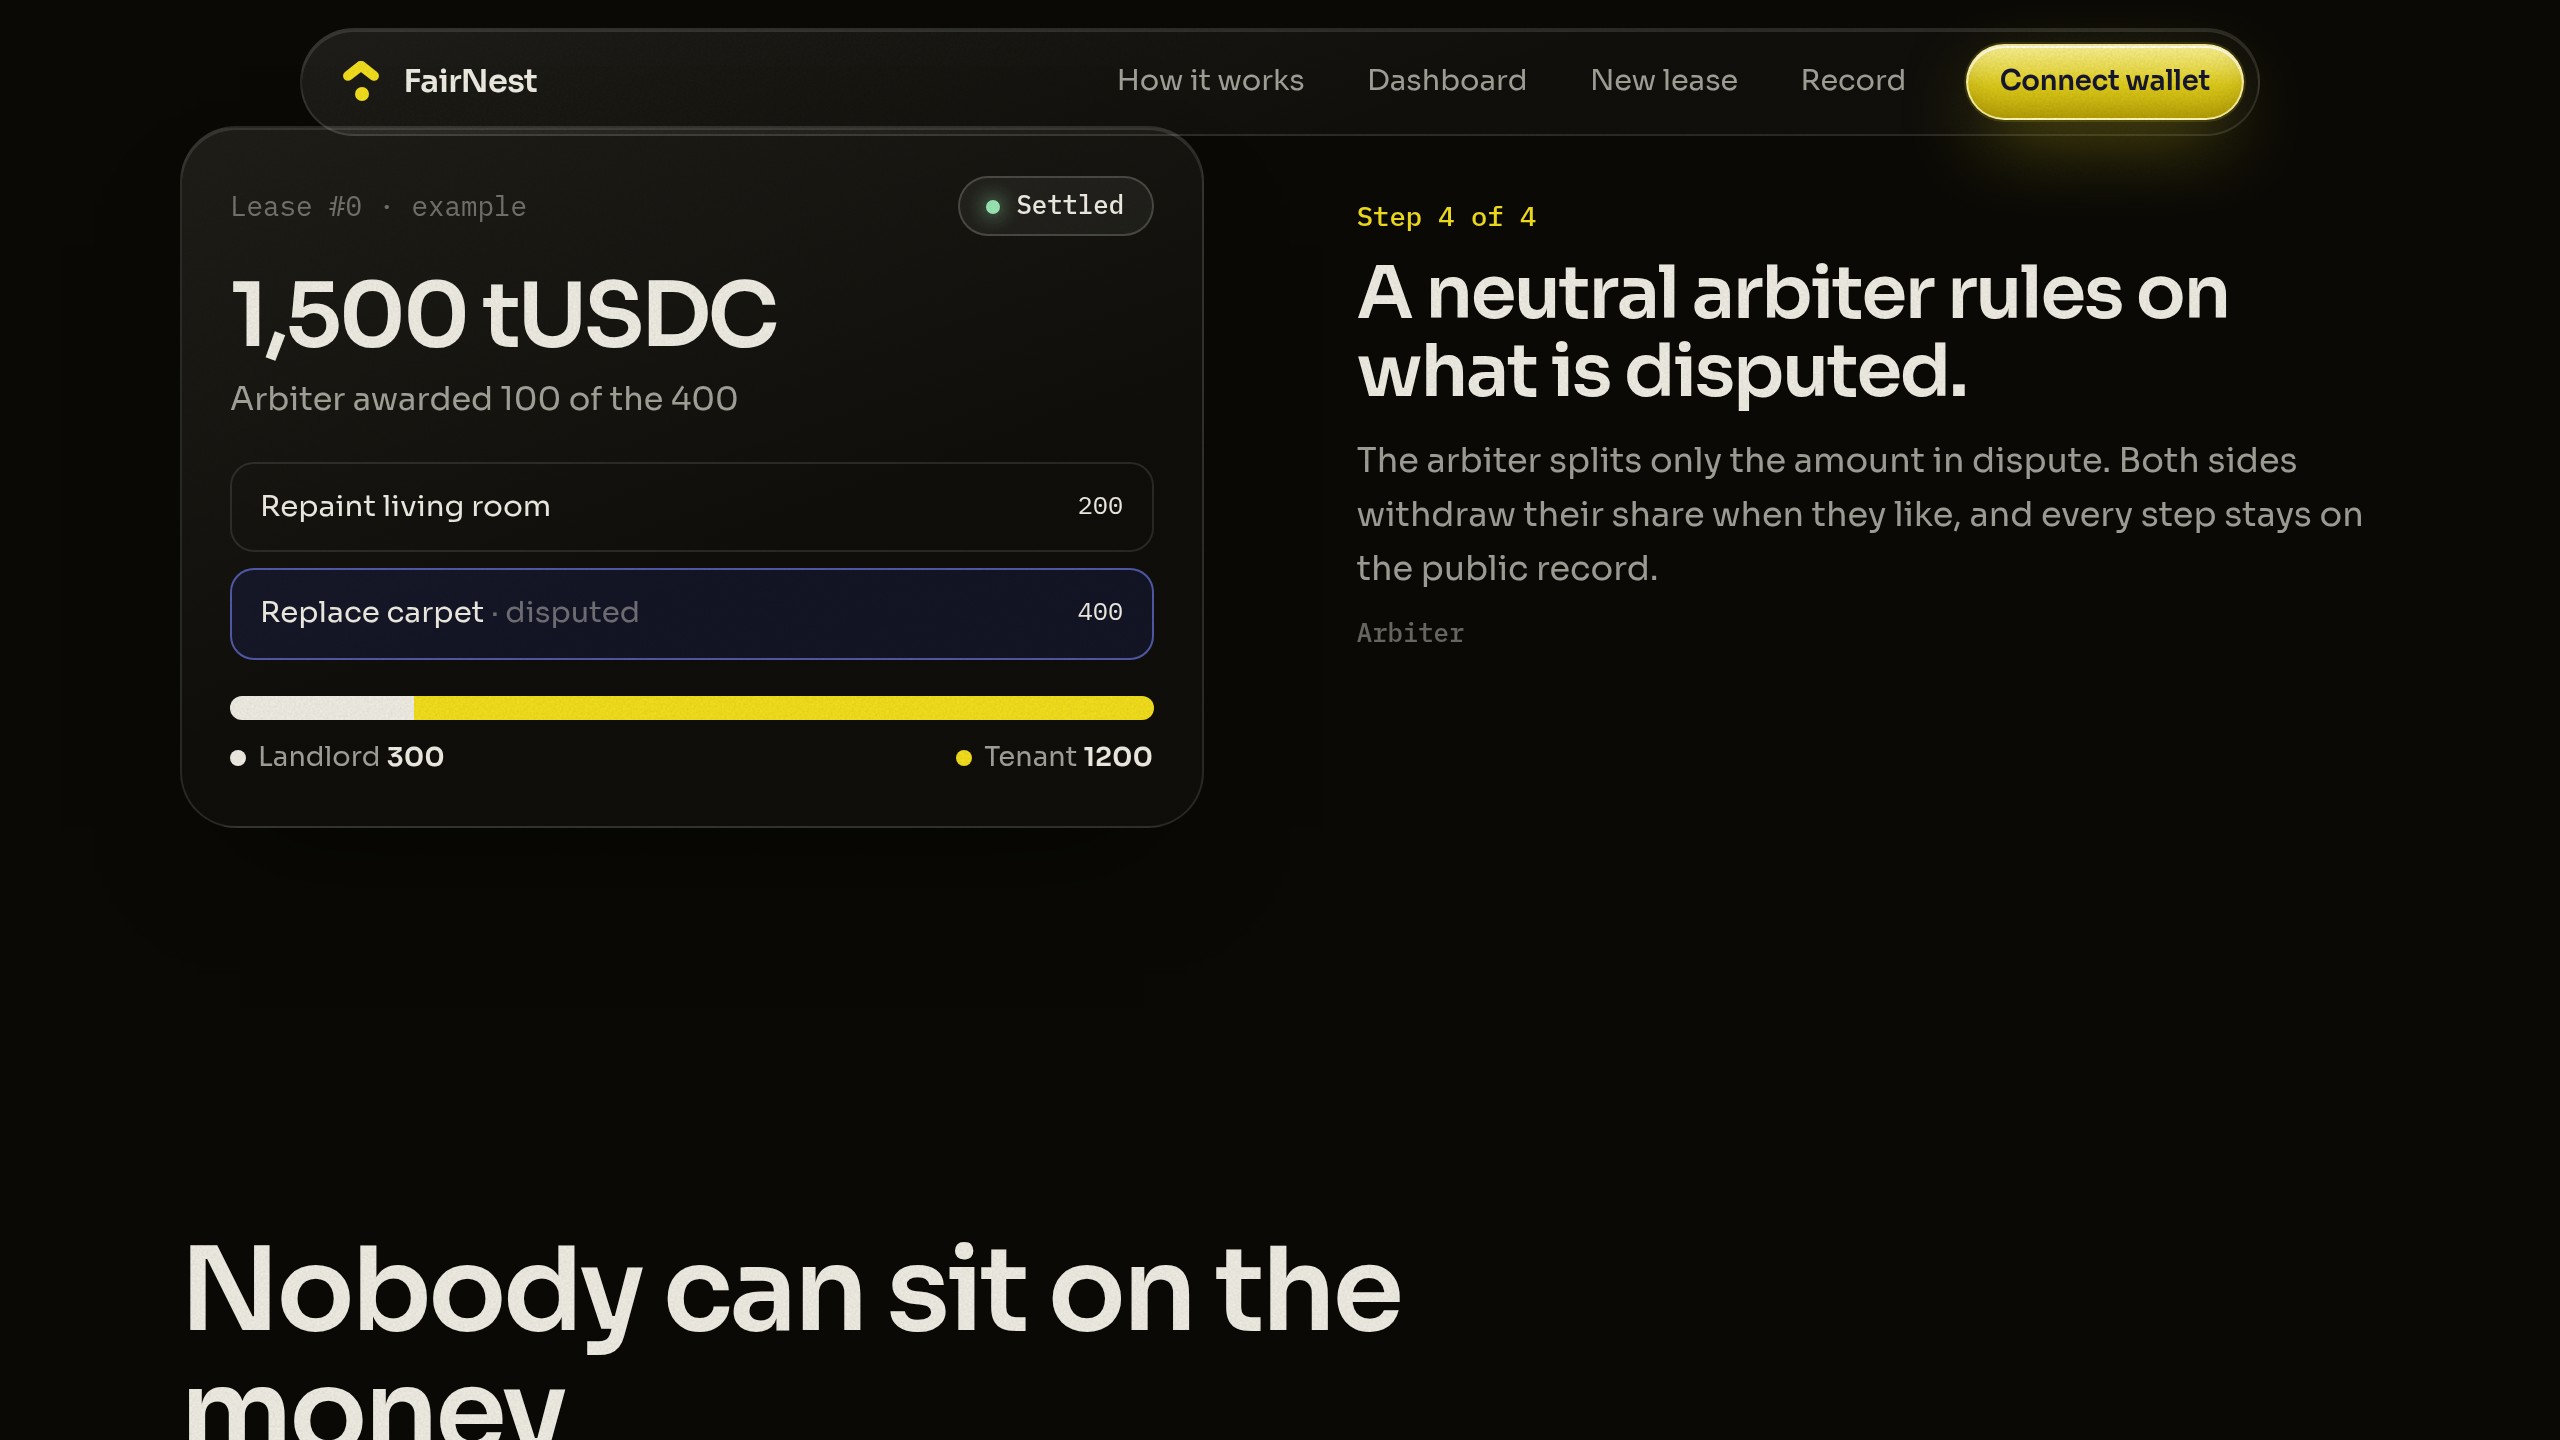 FairNest
How it works
Dashboard
New lease
Record
Connect wallet
Lease #0 · example
Settled
1,500 tUSDC
Arbiter awarded 100 of the 400
Repaint living room 200
Replace carpet · disputed 400
Landlord 300
Tenant 1200
Step 4 of 4
A neutral arbiter rules on
what is disputed.
The arbiter splits only the amount in dispute. Both sides
withdraw their share when they like, and every step stays on
the public record.
Arbiter
Nobody can sit on the
money